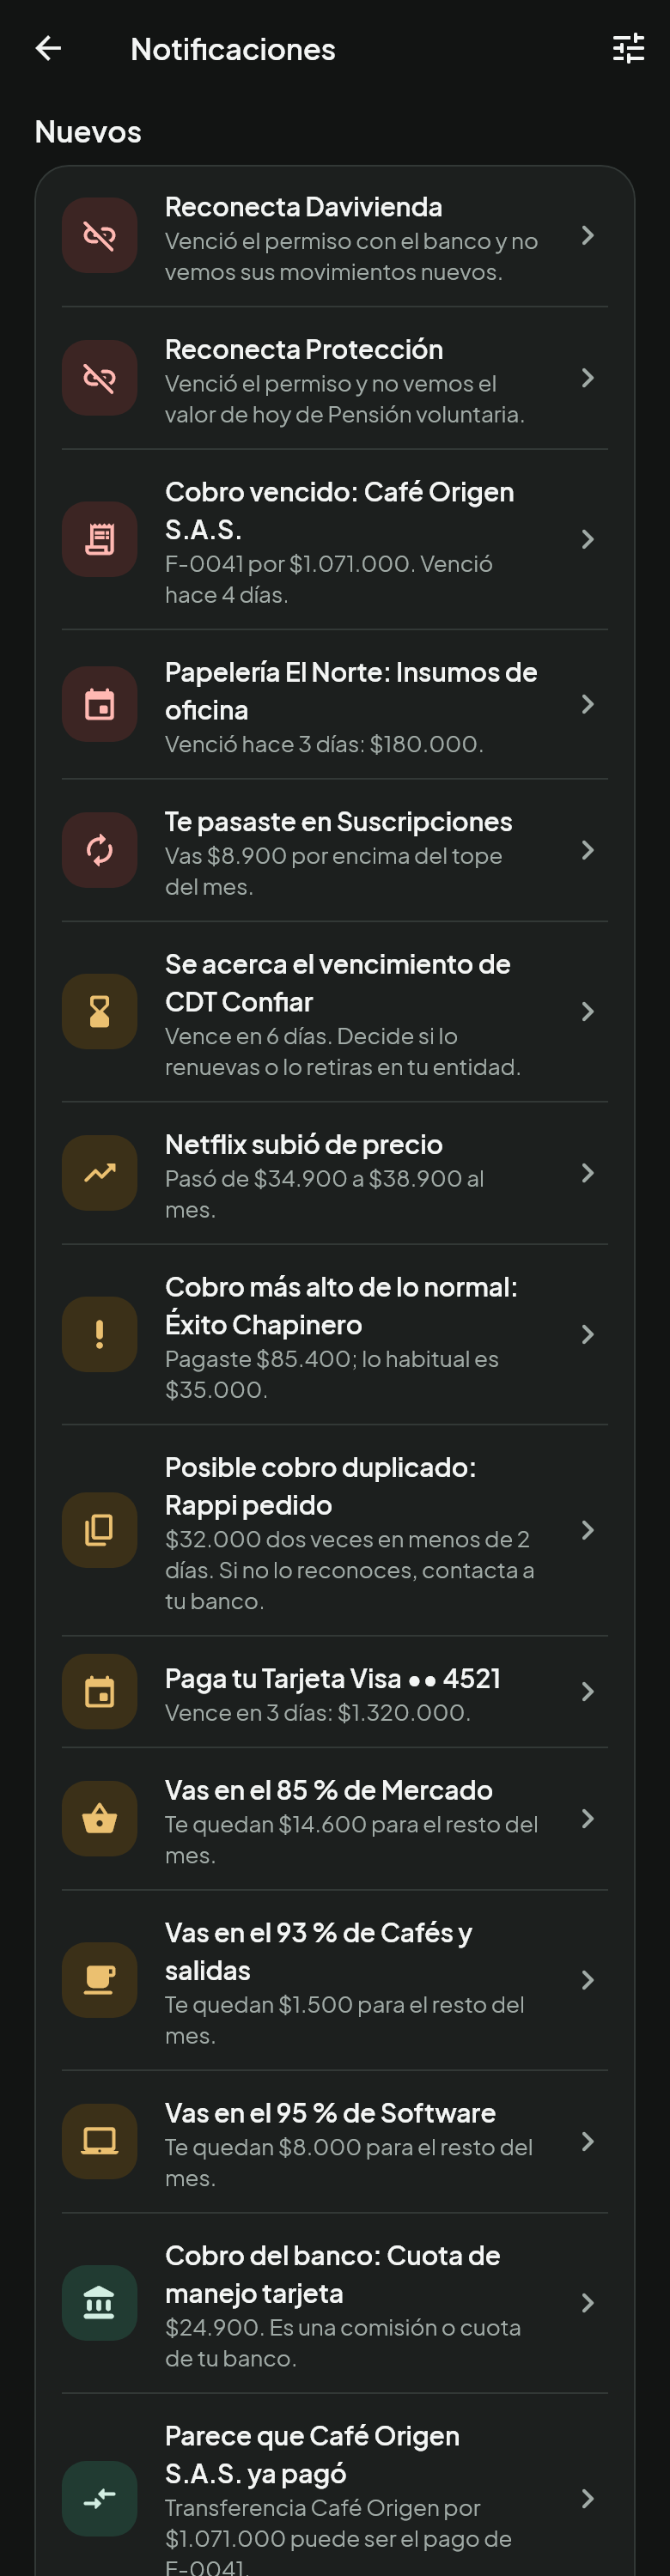 Notificaciones
Nuevos
Reconecta Davivienda
Venció el permiso con el banco y no
vemos sus movimientos nuevos.
Reconecta Protección
Venció el permiso y no vemos el
valor de hoy de Pensión voluntaria.
Cobro vencido: Café Origen
S.A.S.
F-0041 por $1.071.000. Venció
hace 4 días.
Papelería El Norte: Insumos de
oficina
Venció hace 3 días: $180.000.
Te pasaste en Suscripciones
Vas $8.900 por encima del tope
del mes.
Se acerca el vencimiento de
CDT Confiar
Vence en 6 días. Decide si lo
renuevas o lo retiras en tu entidad.
Netflix subió de precio
Pasó de $34.900 a $38.900 al
mes.
Cobro más alto de lo normal:
Éxito Chapinero
Pagaste $85.400; lo habitual es
$35.000.
Posible cobro duplicado:
Rappi pedido
$32.000 dos veces en menos de 2
días. Si no lo reconoces, contacta a
tu banco.
Paga tu Tarjeta Visa •• 4521
Vence en 3 días: $1.320.000.
Vas en el 85 % de Mercado
Te quedan $14.600 para el resto del
mes.
Vas en el 93 % de Cafés y
salidas
Te quedan $1.500 para el resto del
mes.
Vas en el 95 % de Software
Te quedan $8.000 para el resto del
mes.
Cobro del banco: Cuota de
manejo tarjeta
$24.900. Es una comisión o cuota
de tu banco.
Parece que Café Origen
S.A.S. ya pagó
Transferencia Café Origen por
$1.071.000 puede ser el pago de
F-0041.